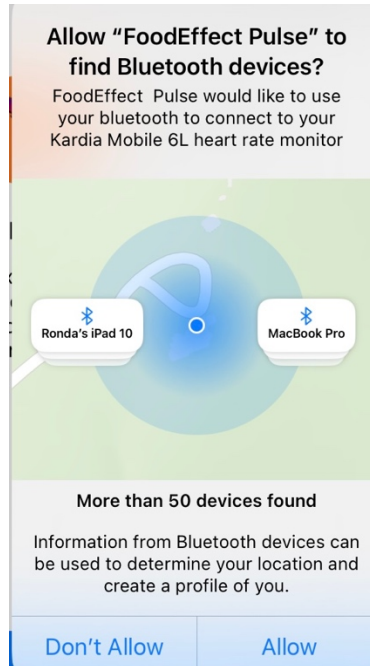 Allow “FoodEffect Pulse” to
find Bluetooth devices?
FoodEffect  Pulse would like to use
your bluetooth to connect to your
Kardia Mobile 6L heart rate monitor
Ronda’s iPad 10
MacBook Pro
More than 50 devices found
Information from Bluetooth devices can
be used to determine your location and
create a profile of you.
Don’t Allow
Allow